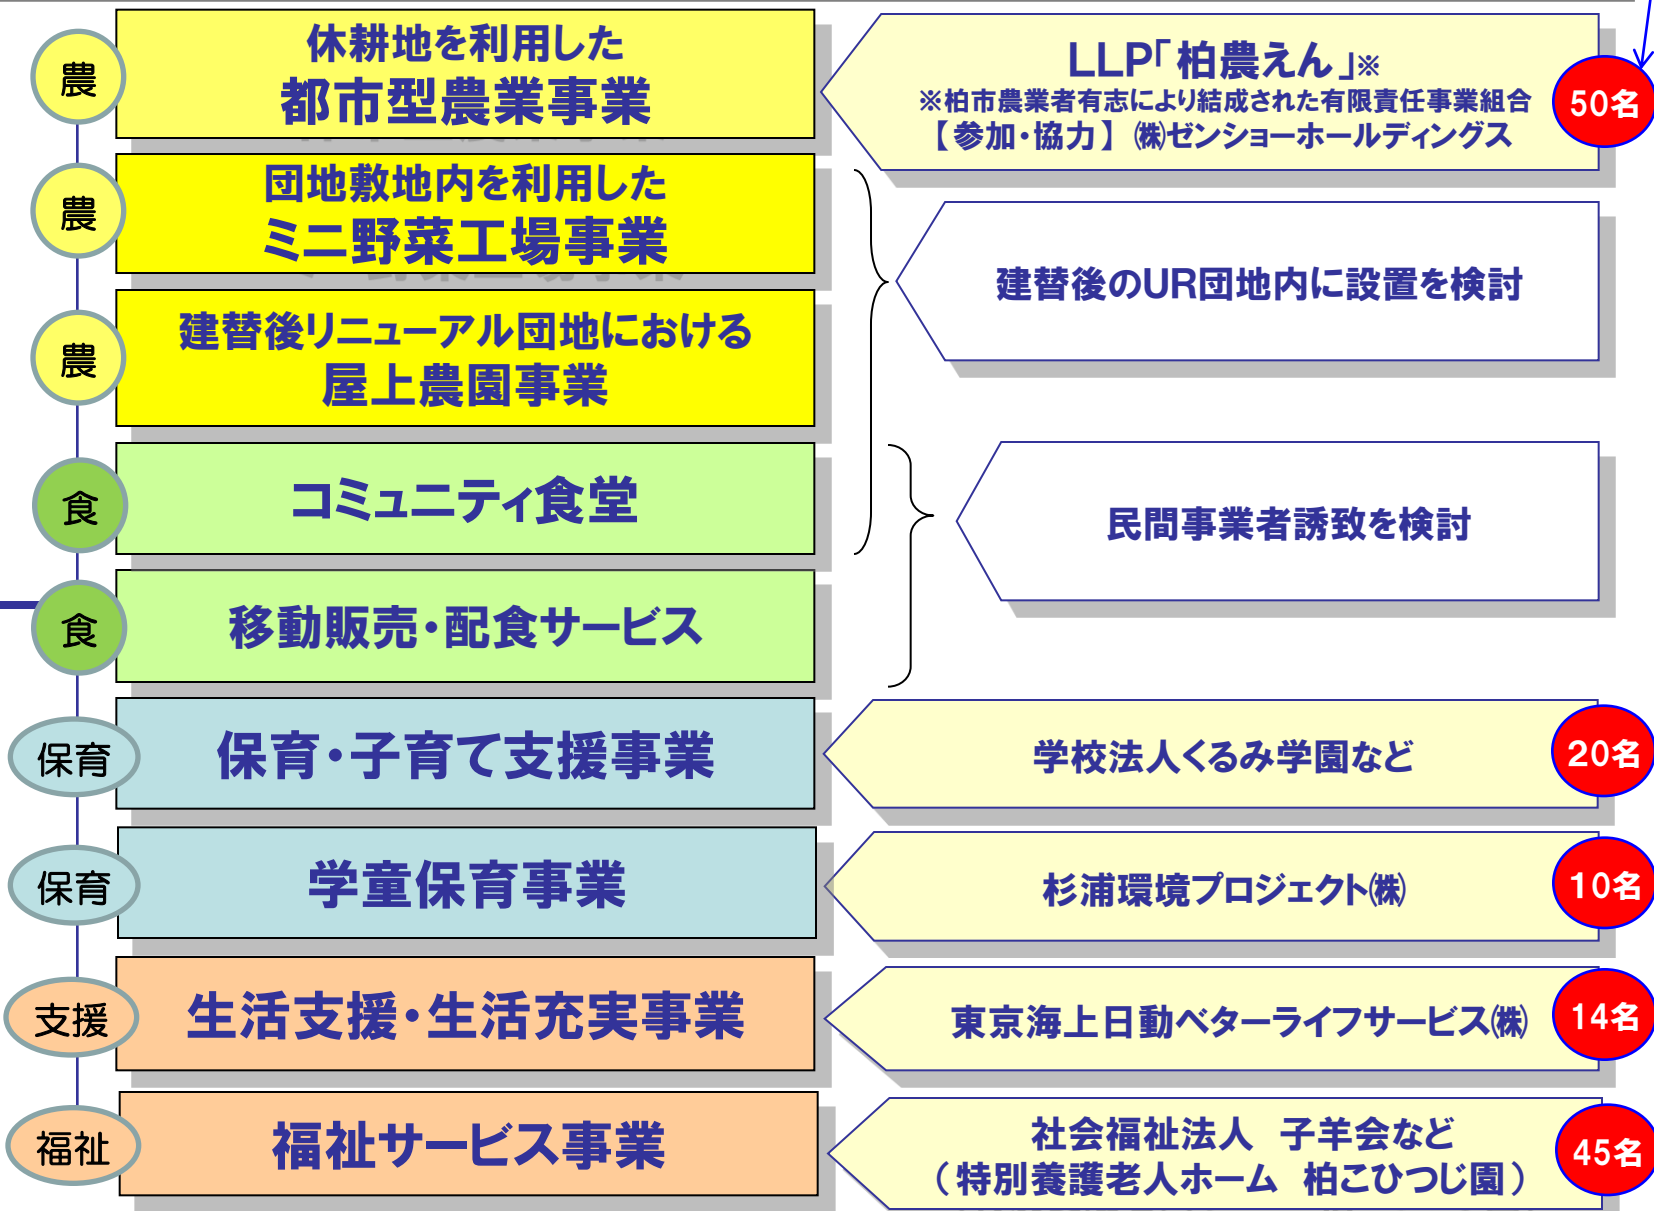 農
休耕地を利用した
都市型農業事業
LLP「柏農えん」※
※柏市農業者有志により結成された有限責任事業組合
【参加・協力】㈱ゼンショーホールディングス
50名
農
団地敷地内を利用した
ミニ野菜工場事業
建替後のUR団地内に設置を検討
農
建替後リニューアル団地における
屋上農園事業
食
コミュニティ食堂
民間事業者誘致を検討
食
移動販売・配食サービス
保育
保育・子育て支援事業
学校法人くるみ学園など
20名
保育
学童保育事業
杉浦環境プロジェクト㈱
10名
支援
生活支援・生活充実事業
東京海上日動ベターライフサービス㈱
14名
福祉
福祉サービス事業
社会福祉法人 子羊会など
（特別養護老人ホーム 柏こひつじ園）
45名